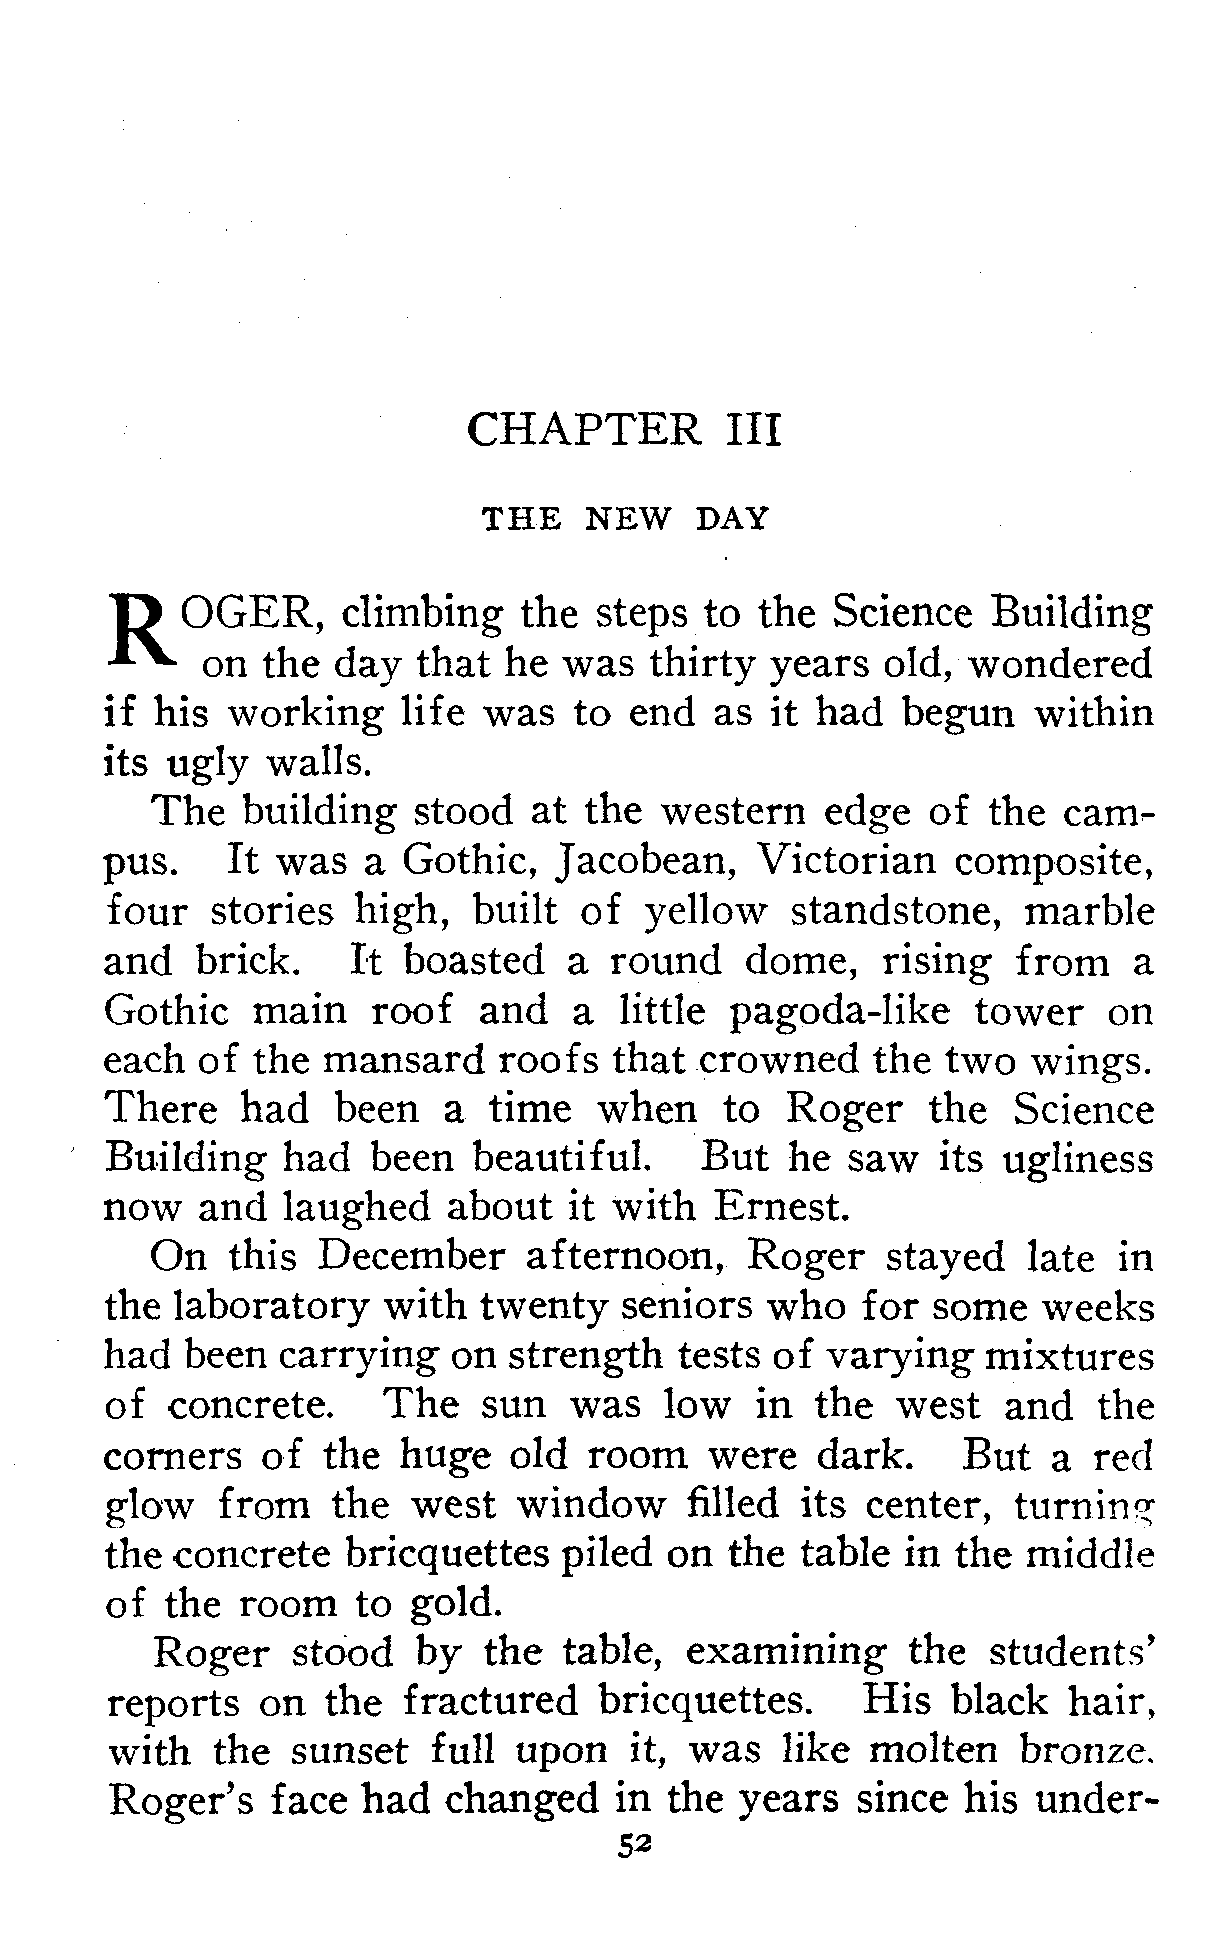 CHAPTER III
THE NEW DAY
ROGER, climbing the steps to the Science Building
on the day that he was thirty years old, wondered
if his working life was to end as it had begun within
its ugly walls.
The building stood at the western edge of the cam-
pus. It was a Gothic, Jacobean, Victorian composite,
four stories high, built of yellow standstone, marble
and brick. It boasted a round dome, rising from a
Gothic main roof and a little pagoda-like tower on
each of the mansard roofs that crowned the two wings.
There had been a time when to Roger the Science
Building had been beautiful. But he saw its ugliness
now and laughed about it with Ernest.
On this December afternoon, Roger stayed late in
the laboratory with twenty seniors who for some weeks
had been carrying on strength tests of varying mixtures
of concrete. The sun was low in the west and the
corners of the huge old room were dark. But a red
glow from the west window filled its center, turning
the concrete bricquettes piled on the table in the middle
of the room to gold.
Roger stood by the table, examining the students'
reports on the fractured bricquettes. His black hair,
with the sunset full upon it, was like molten bronze.
Roger's face had changed in the years since his under-
52